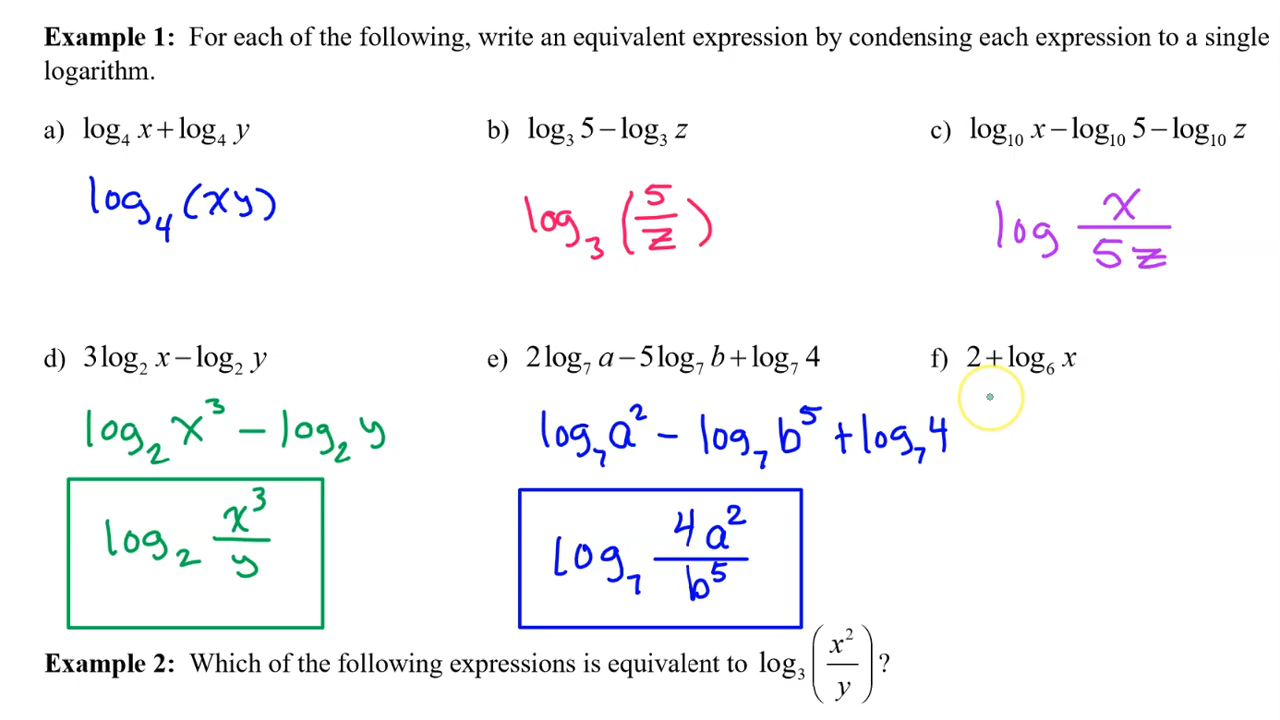 Example 1: For each of the following, write an equivalent expression by condensing each expression to a single
logarithm.
a) log₄ x + log₄ y
b) log₃ 5 − log₃ z
c) log₁₀ x − log₁₀ 5 − log₁₀ z
log₄ (xy)
log₃ (5/z)
log x/5z
d) 3log₂ x − log₂ y
e) 2log₇ a − 5log₇ b + log₇ 4
f) 2 + log₆ x
log₂ x³ − log₂ y
log₇ a² − log₇ b⁵ + log₇ 4
log₂ x³/y
log₇ 4a²/b⁵
Example 2: Which of the following expressions is equivalent to log₃ (x²/y)?